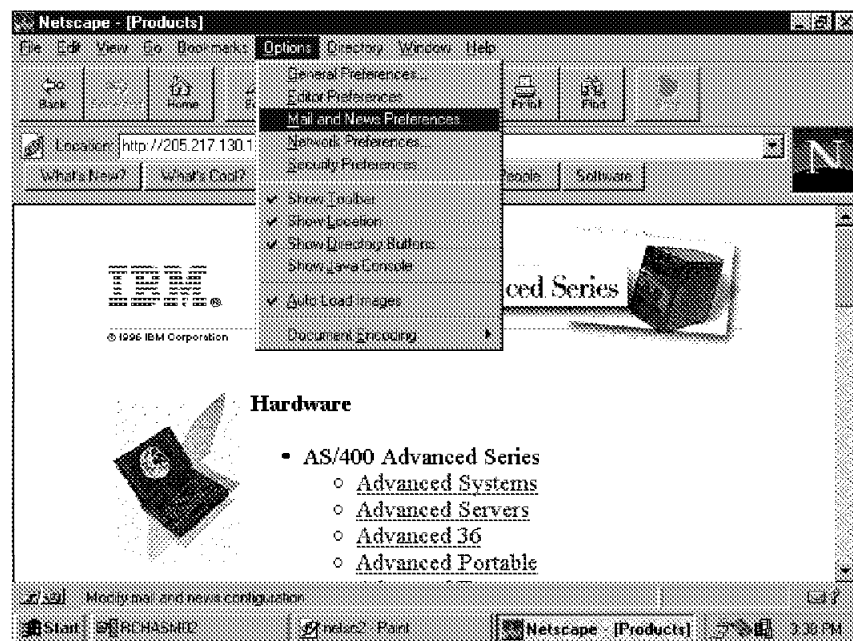 Netscape - [Products]
File Edit View Go Bookmarks Options Directory Window Help
Back Home Print Find
General Preferences...
Editor Preferences...
Mail and News Preferences...
Network Preferences...
Security Preferences...
Show Toolbar
Show Location
Show Directory Buttons
Show Java Console
Auto Load Images
Document Encoding
Location: http://205.217.130.1
What's New? What's Cool? People Software
N
IBM®
© 1996 IBM Corporation
ced Series
Hardware
• AS/400 Advanced Series
○ Advanced Systems
○ Advanced Servers
○ Advanced 36
○ Advanced Portable
Modify mail and news configuration
Start RCHASM02 Paint Netscape - [Products] 3:38 PM